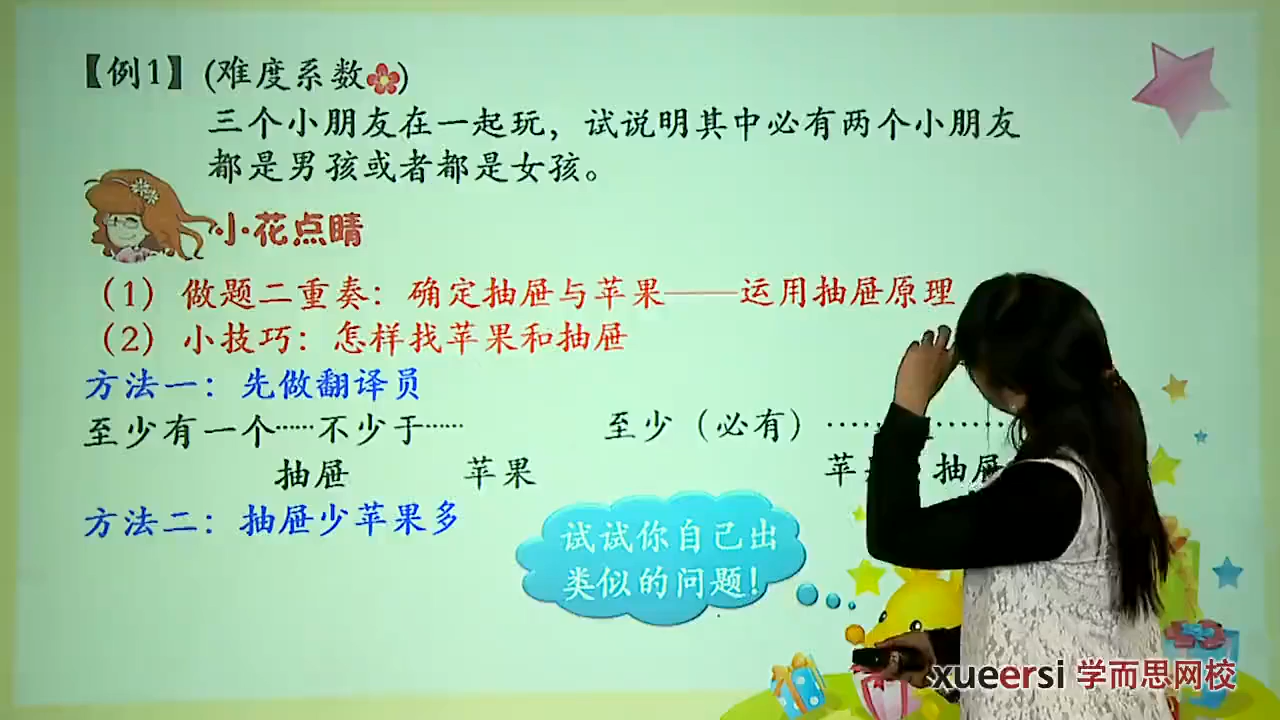 【例1】(难度系数)
三个小朋友在一起玩，试说明其中必有两个小朋友
都是男孩或者都是女孩。
小花点睛
（1）做题二重奏：确定抽屉与苹果——运用抽屉原理
（2）小技巧：怎样找苹果和抽屉
方法一：先做翻译员
至少有一个……不少于…… 至少（必有）……
抽屉 苹果 苹 抽屉
方法二：抽屉少苹果多
试试你自己出
类似的问题！
xueersi 学而思网校